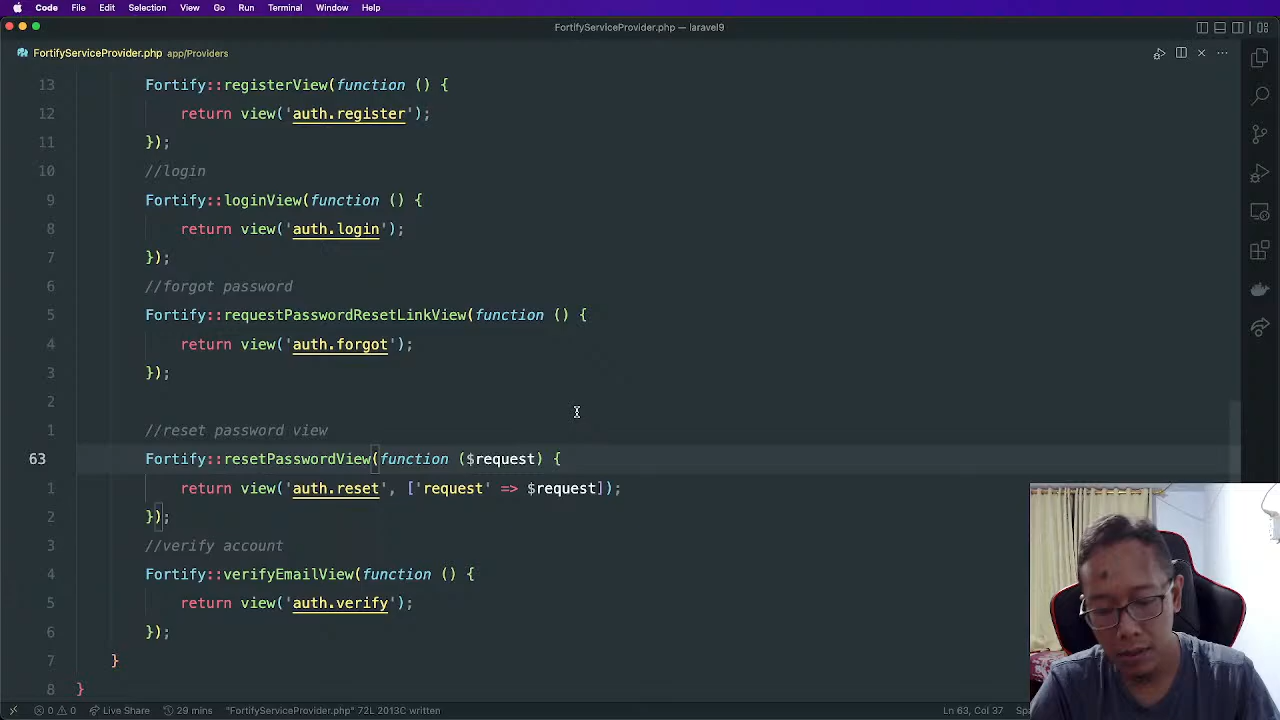 Code File Edit Selection View Go Run Terminal Window Help
FortifyServiceProvider.php — laravel9
FortifyServiceProvider.php app/Providers
13 Fortify::registerView(function () {
12 return view('auth.register');
11 });
10 //login
9 Fortify::loginView(function () {
8 return view('auth.login');
7 });
6 //forgot password
5 Fortify::requestPasswordResetLinkView(function () {
4 return view('auth.forgot');
3 });
2
1 //reset password view
63 Fortify::resetPasswordView(function ($request) {
1 return view('auth.reset', ['request' => $request]);
2 });
3 //verify account
4 Fortify::verifyEmailView(function () {
5 return view('auth.verify');
6 });
7 }
8 }
0 0 Live Share 29 mins "FortifyServiceProvider.php" 72L 2013C written Ln 63, Col 37